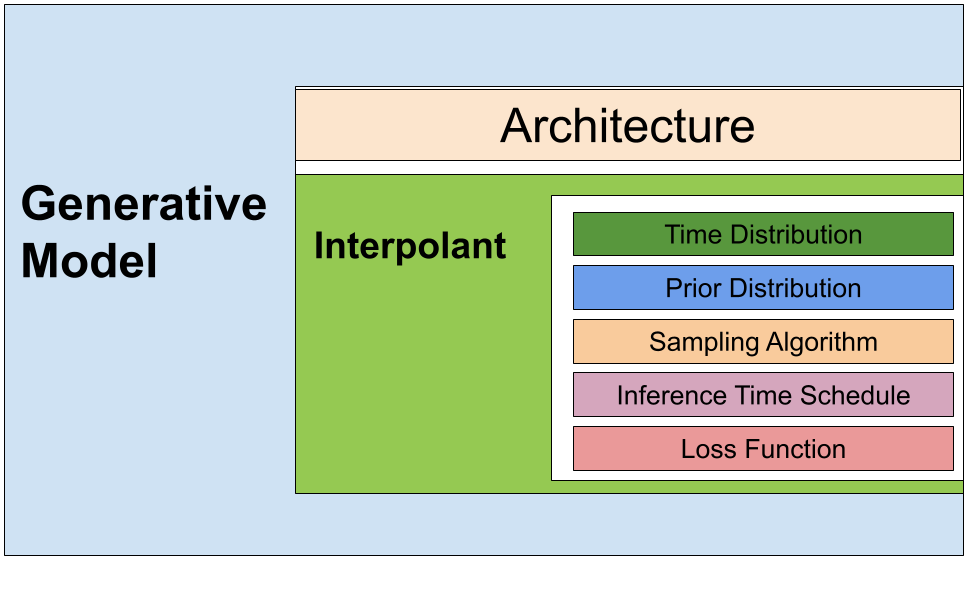 Architecture
Generative
Model
Interpolant
Time Distribution
Prior Distribution
Sampling Algorithm
Inference Time Schedule
Loss Function